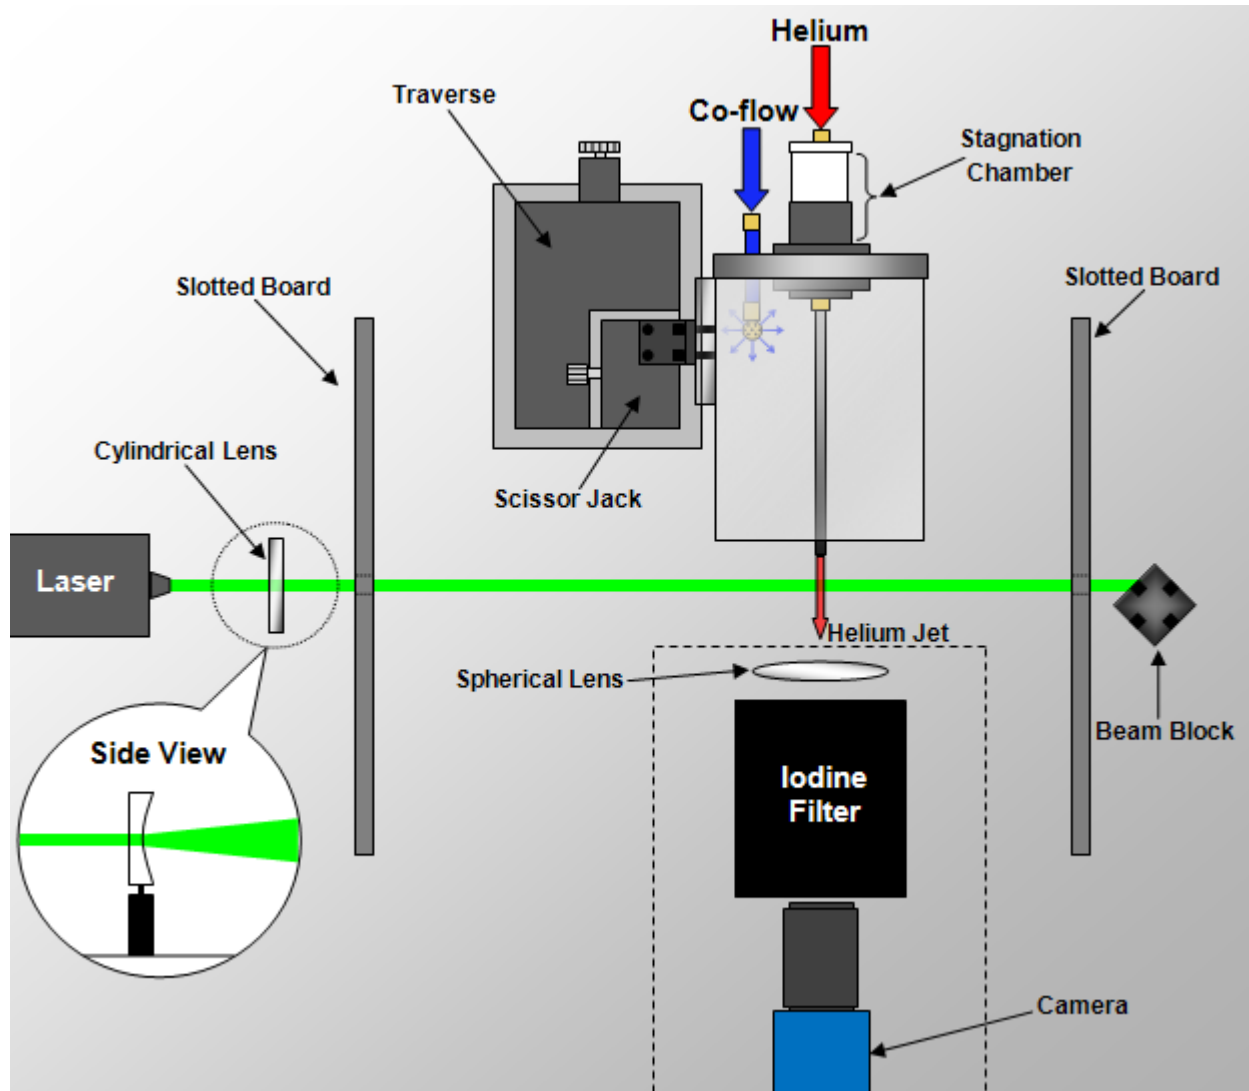 Helium
Traverse
Co-flow
Stagnation
Chamber
Slotted Board
Slotted Board
Cylindrical Lens
Scissor Jack
Laser
Helium Jet
Spherical Lens
Beam Block
Side View
Iodine
Filter
Camera